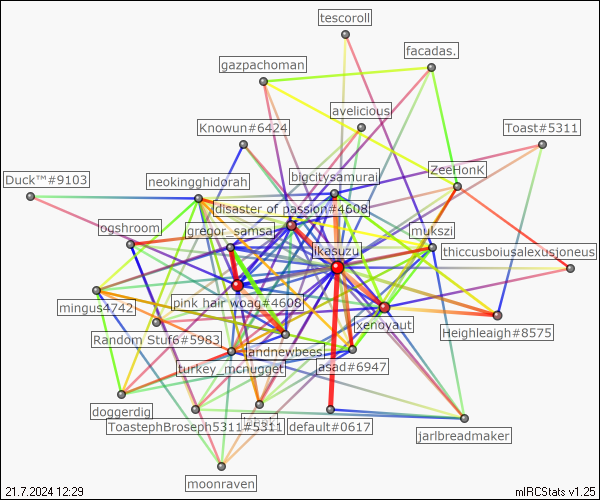 tescoroll
facadas.
gazpachoman
avelicious
Knowun#6424
Toast#5311
bigcitysamurai
ZeeHonK
Duck™#9103
neokingghidorah
disaster of passion#4608
ogshroom
gregor_samsa
mukszi
ikasuzu
thiccusboiusalexusjoneus
pink hair woag#4608
mingus4742
xenoyaut
Heighleaigh#8575
Random Stuf6#5983
andnewbees
turkey_mcnugget
asad#6947
doggerdig
ToastephBroseph5311#5311
default#0617
jarlbreadmaker
moonraven
21.7.2024 12:29
mIRCStats v1.25